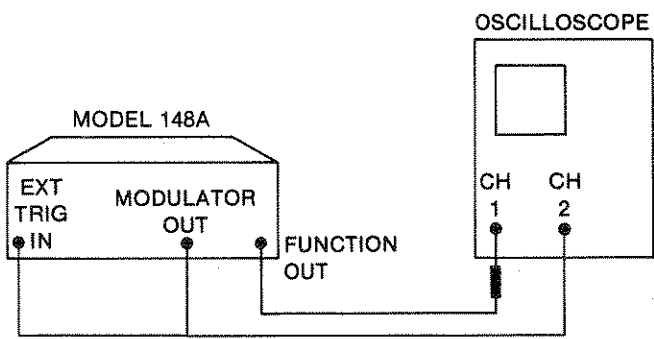 OSCILLOSCOPE
MODEL 148A
EXT
TRIG
IN
MODULATOR
OUT
FUNCTION
OUT
CH
1
CH
2